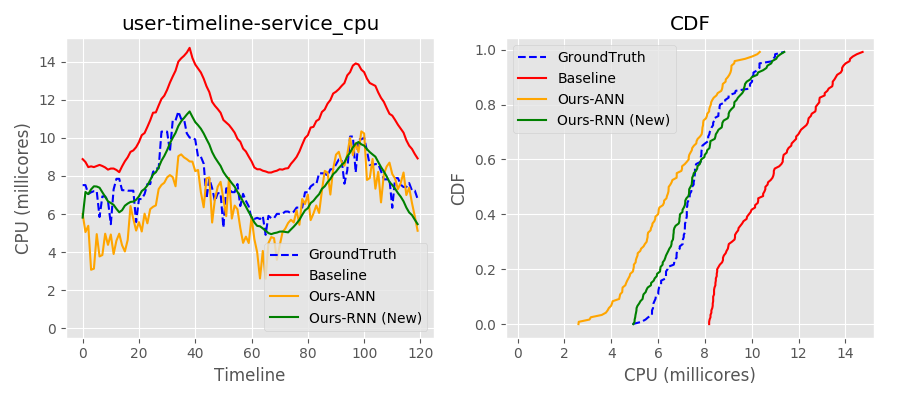 user-timeline-service_cpu
CPU (millicores)
14
12
10
8
6
4
2
0
GroundTruth
Baseline
Ours-ANN
Ours-RNN (New)
0 20 40 60 80 100 120
Timeline
CDF
CDF
1.0
0.8
0.6
0.4
0.2
0.0
GroundTruth
Baseline
Ours-ANN
Ours-RNN (New)
0 2 4 6 8 10 12 14
CPU (millicores)